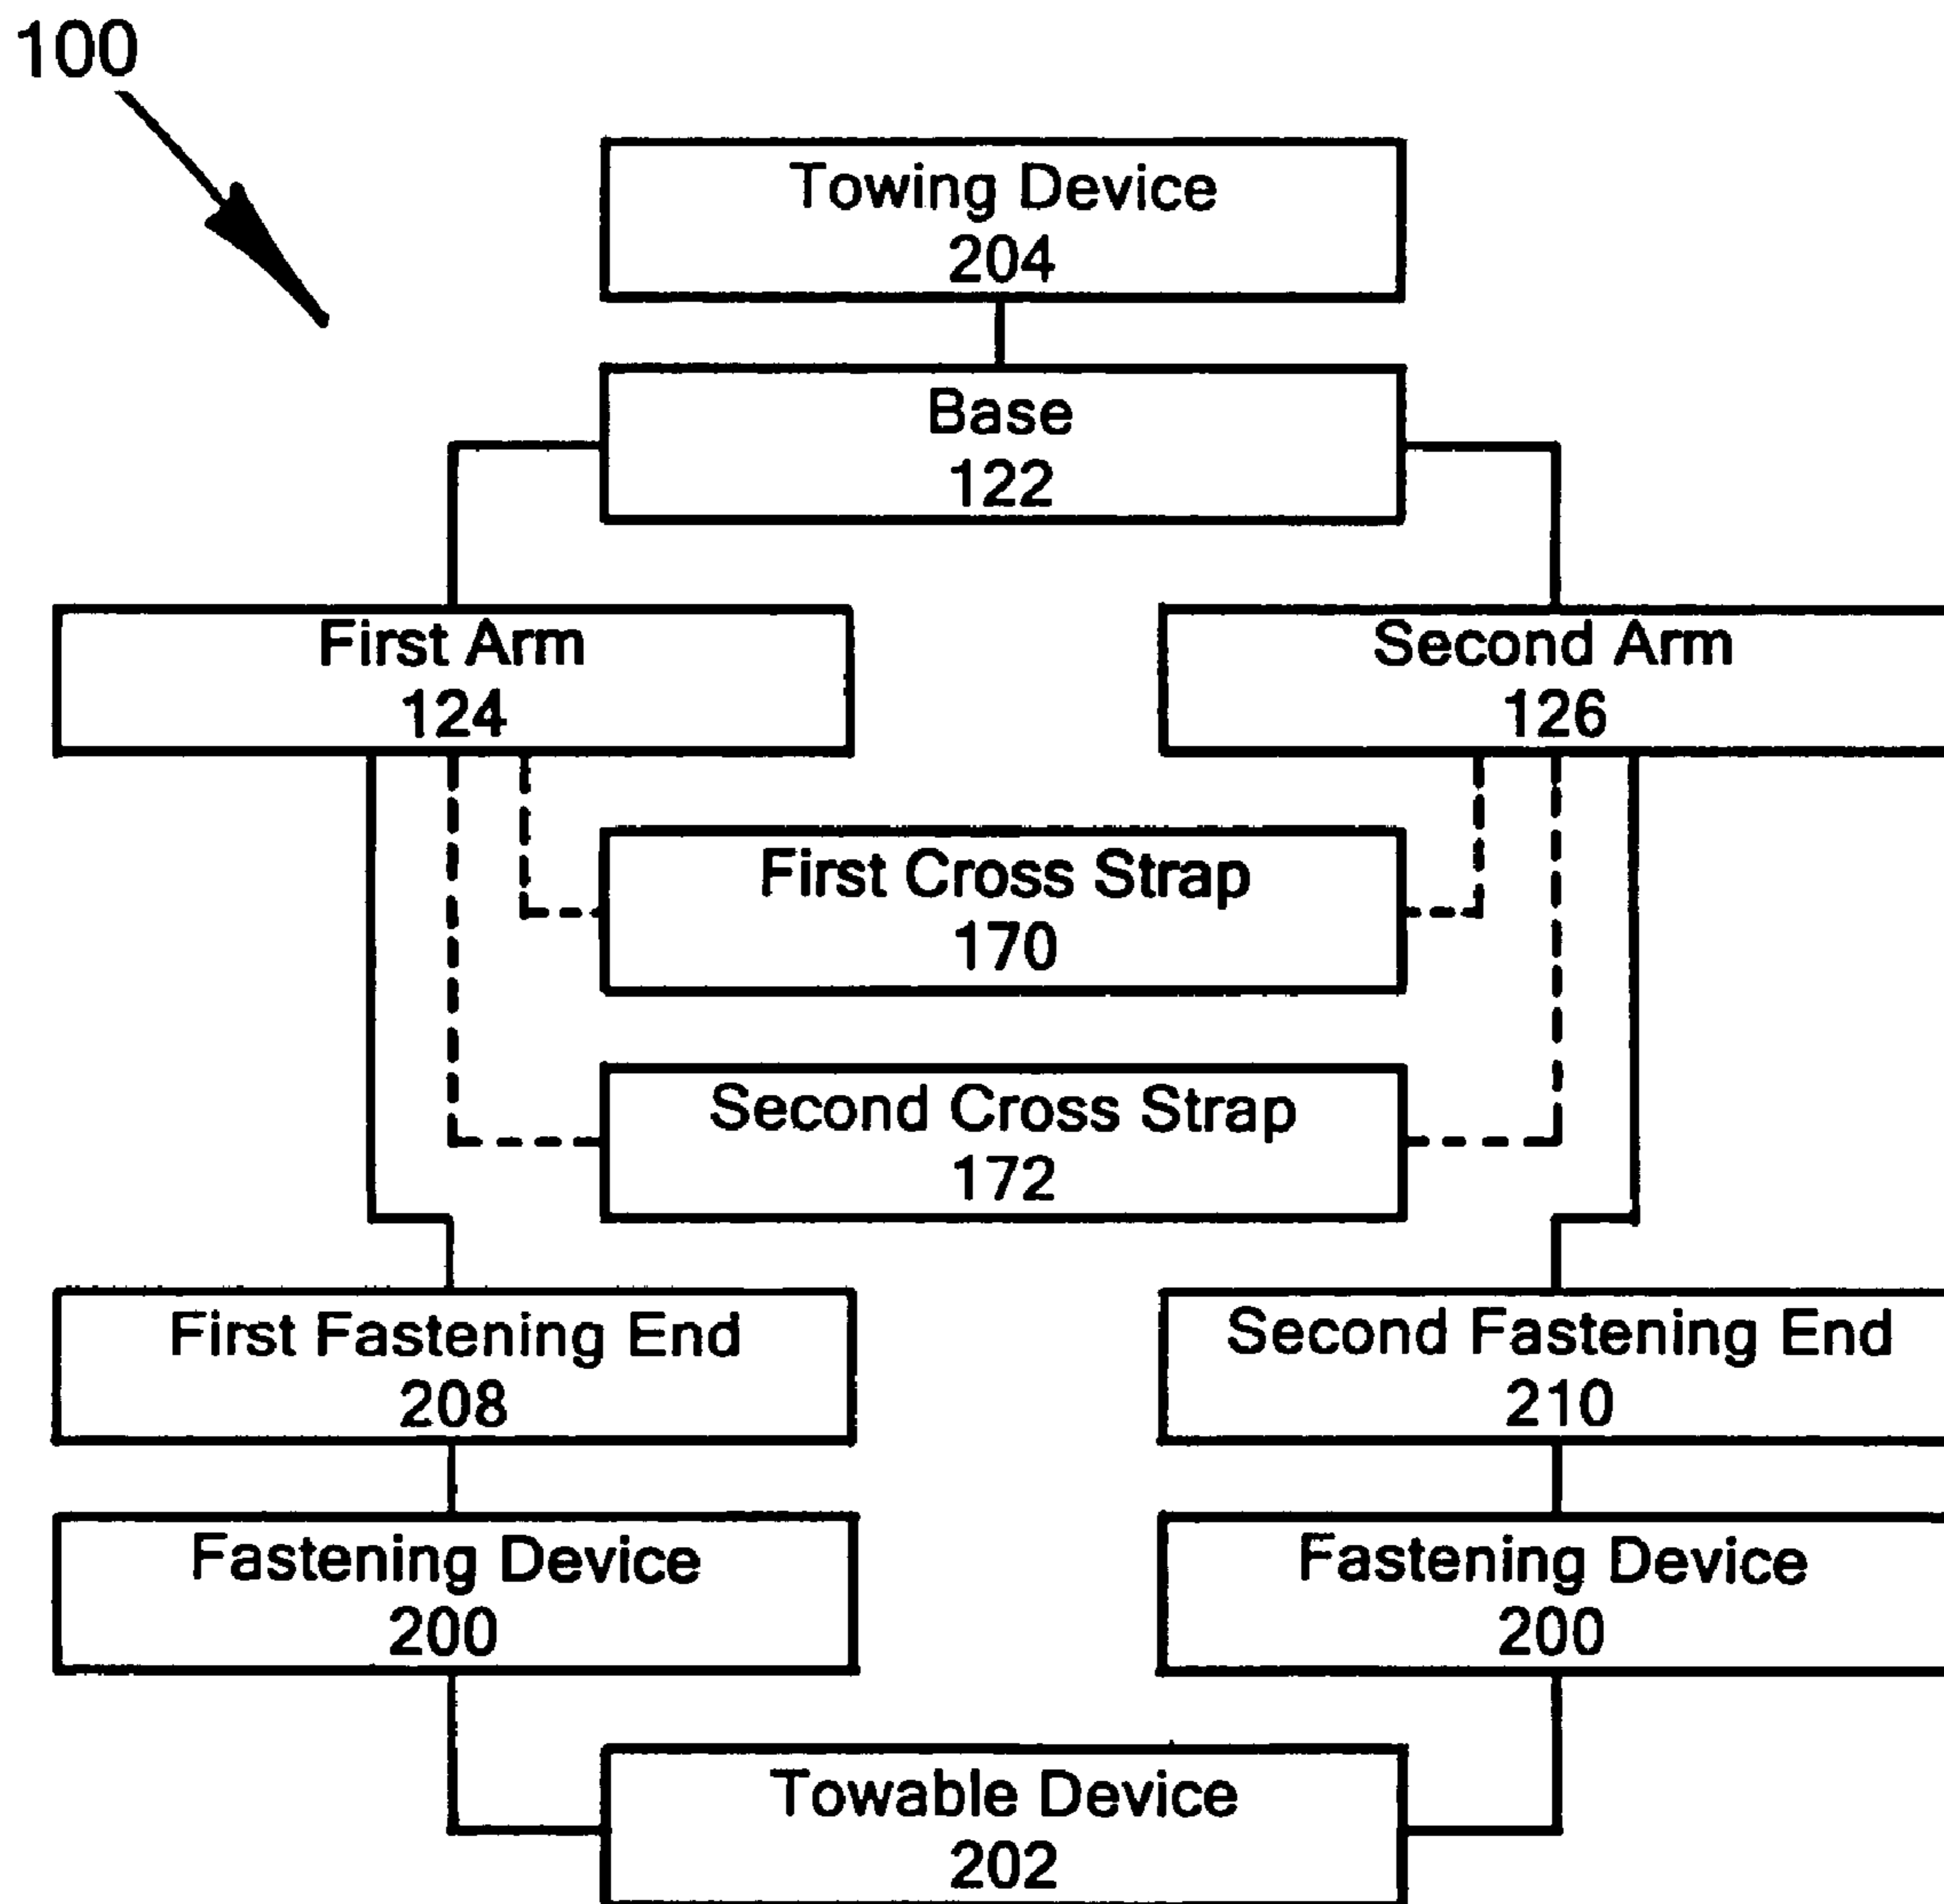 100
Towing Device
204
Base
122
First Arm
124
Second Arm
126
First Cross Strap
170
Second Cross Strap
172
First Fastening End
208
Second Fastening End
210
Fastening Device
200
Fastening Device
200
Towable Device
202